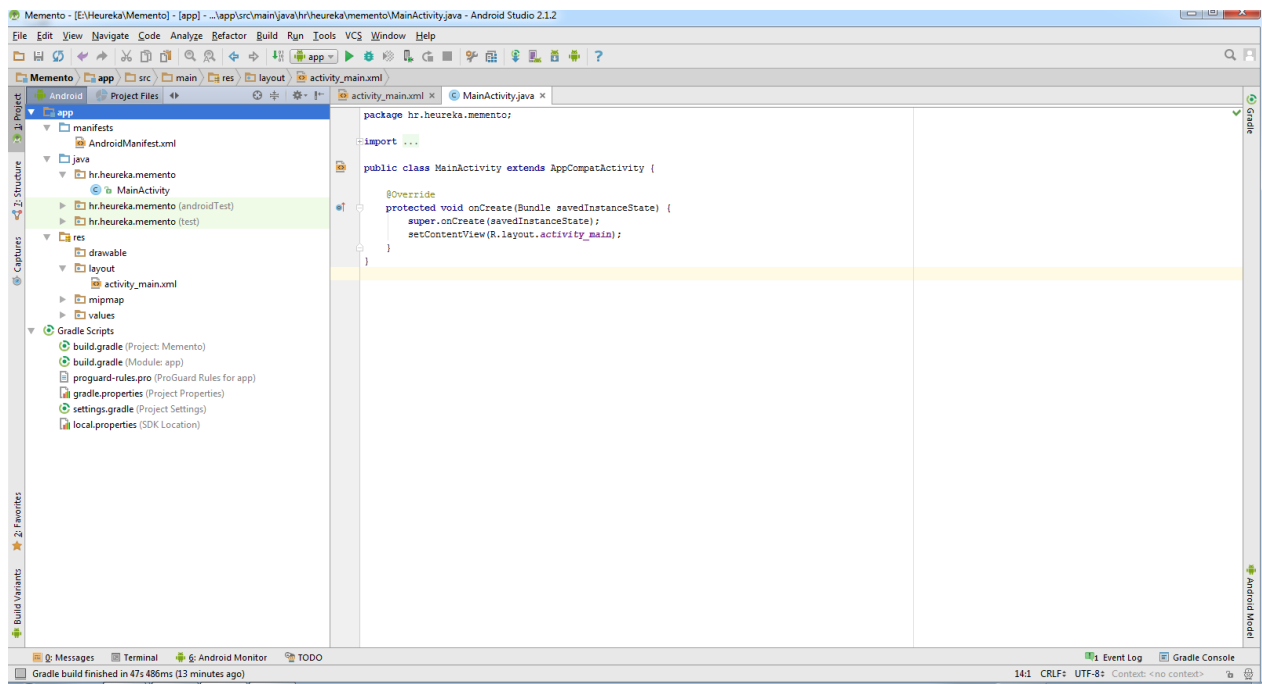 Memento - [E:\Heureka\Memento] - [app] - ...\app\src\main\java\hr\heureka\memento\MainActivity.java - Android Studio 2.1.2
File Edit View Navigate Code Analyze Refactor Build Run Tools VCS Window Help
app
Memento app src main res layout activity_main.xml
Android Project Files
activity_main.xml MainActivity.java
1: Project
7: Structure
Captures
2: Favorites
Build Variants
app
manifests
AndroidManifest.xml
java
hr.heureka.memento
MainActivity
hr.heureka.memento (androidTest)
hr.heureka.memento (test)
res
drawable
layout
activity_main.xml
mipmap
values
Gradle Scripts
build.gradle (Project: Memento)
build.gradle (Module: app)
proguard-rules.pro (ProGuard Rules for app)
gradle.properties (Project Properties)
settings.gradle (Project Settings)
local.properties (SDK Location)
package hr.heureka.memento;
import ...
public class MainActivity extends AppCompatActivity {
@Override
protected void onCreate(Bundle savedInstanceState) {
super.onCreate(savedInstanceState);
setContentView(R.layout.activity_main);
}
}
Gradle
Android Model
0: Messages Terminal 6: Android Monitor TODO
1 Event Log Gradle Console
Gradle build finished in 47s 486ms (13 minutes ago)
14:1 CRLF UTF-8 Context: <no context>